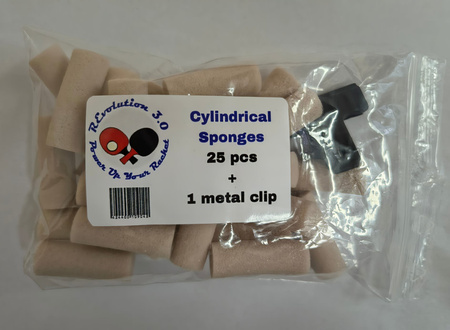 REvolution 3.0
Power Up Your Racket
Cylindrical
Sponges
25 pcs
+
1 metal clip